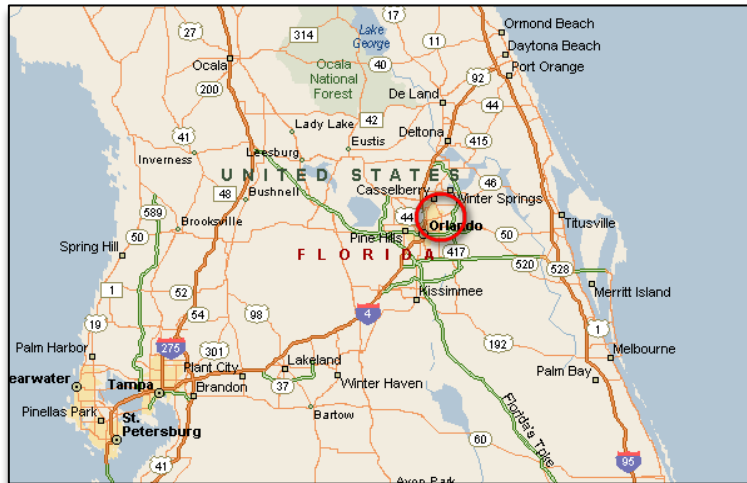 17
Ormond Beach
27
314
Lake
George
11
Daytona Beach
Ocala
40
Port Orange
Ocala
National
Forest
92
200
De Land
44
42
Lady Lake
Deltona
415
41
Eustis
Inverness
Leesburg
UNITED STATES
46
48
Bushnell
Casselberry
Winter Springs
589
44
Titusville
Brooksville
Orlando
50
Pine Hills
50
Spring Hill
FLORIDA
417
520
528
1
52
Kissimmee
Merritt Island
19
54
98
4
1
275
301
192
Palm Harbor
Lakeland
Melbourne
Plant City
earwater
Tampa
37
Winter Haven
Palm Bay
Brandon
Pinellas Park
Bartow
St.
Petersburg
Florida's Tpke
60
41
95
Avon Park